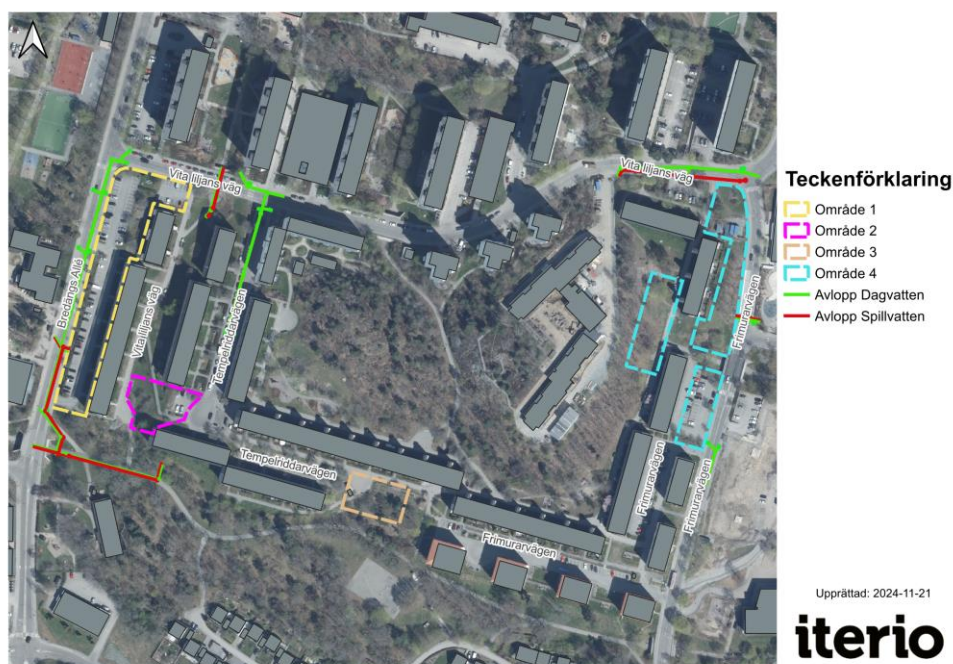 Vita liljans väg
Vita liljans väg
Bredängs Allé
Vita liljans väg
Tempelriddarvägen
Frimurarvägen
Tempelriddarvägen
Frimurarvägen
Frimurarvägen
Frimurarvägen
Teckenförklaring
Område 1
Område 2
Område 3
Område 4
Avlopp Dagvatten
Avlopp Spillvatten
Upprättad: 2024-11-21
iterio